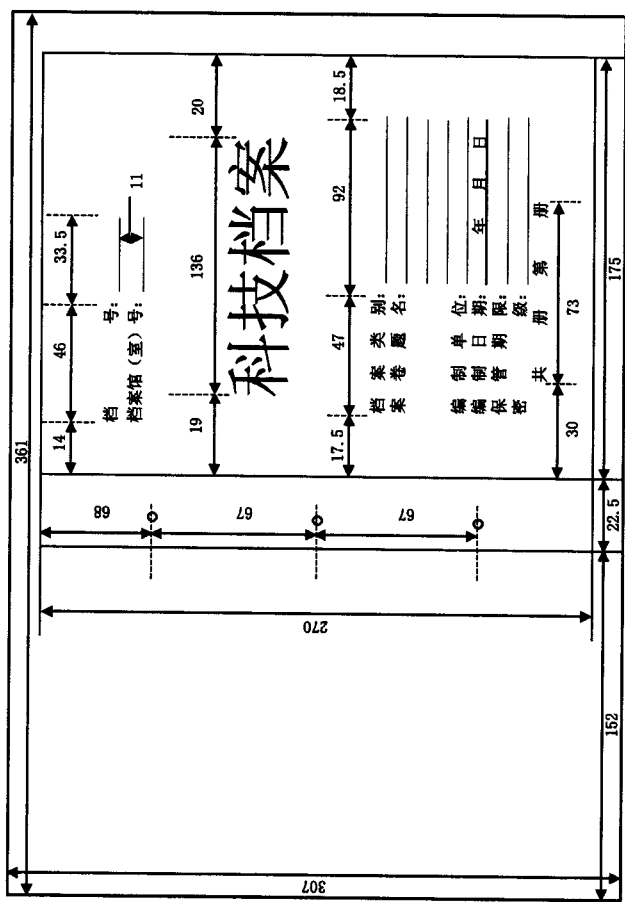 361
14 46 33.5
档 号:
档案馆(室)号: 11
68 67 67
19 136 20
科技档案
307
270
17.5 47 92 18.5
档案类别:
案卷题名:
编制单位:
编制日期: 年 月 日
保管期限:
密级:
共 册 第 册
30 73
152 22.5 175